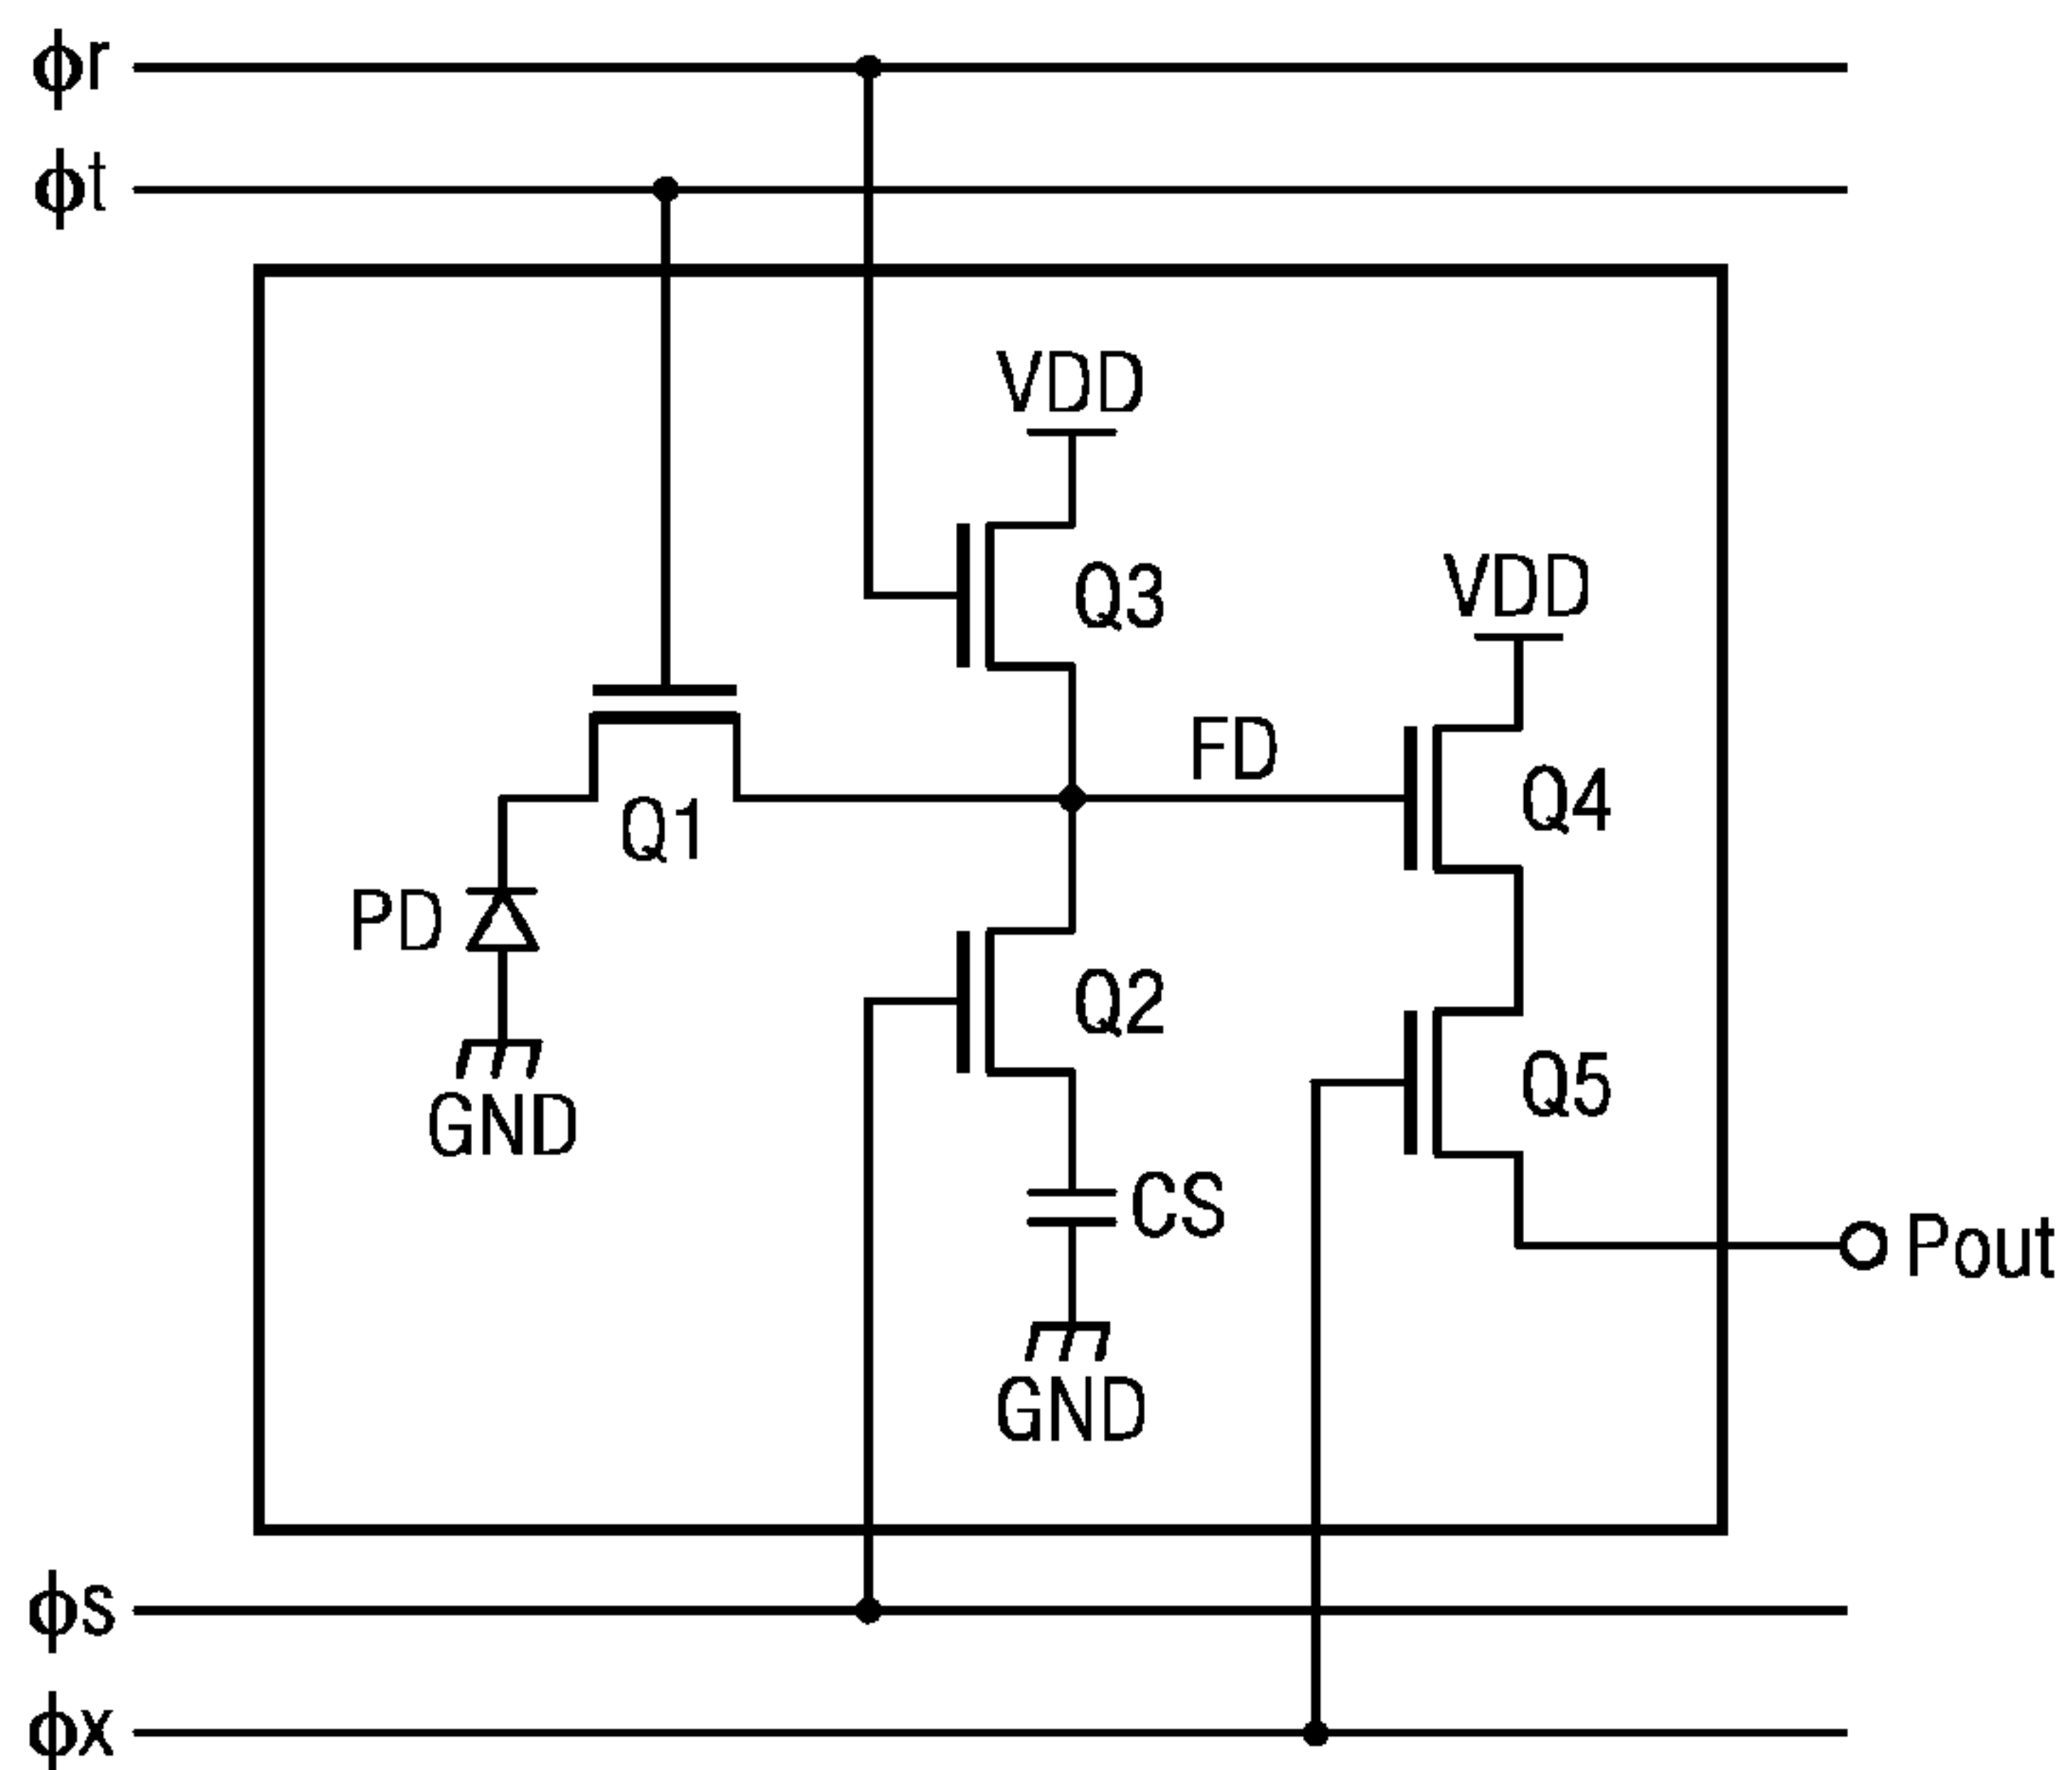 ϕr
ϕt
VDD
Q3
VDD
FD
Q4
Q1
PD
Q2
Q5
GND
CS
Pout
GND
ϕs
ϕx